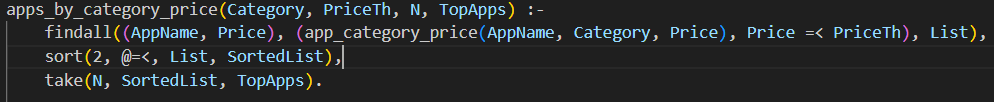 apps_by_category_price(Category, PriceTh, N, TopApps) :-
    findall((AppName, Price), (app_category_price(AppName, Category, Price), Price =< PriceTh), List),
    sort(2, @=<, List, SortedList),
    take(N, SortedList, TopApps).